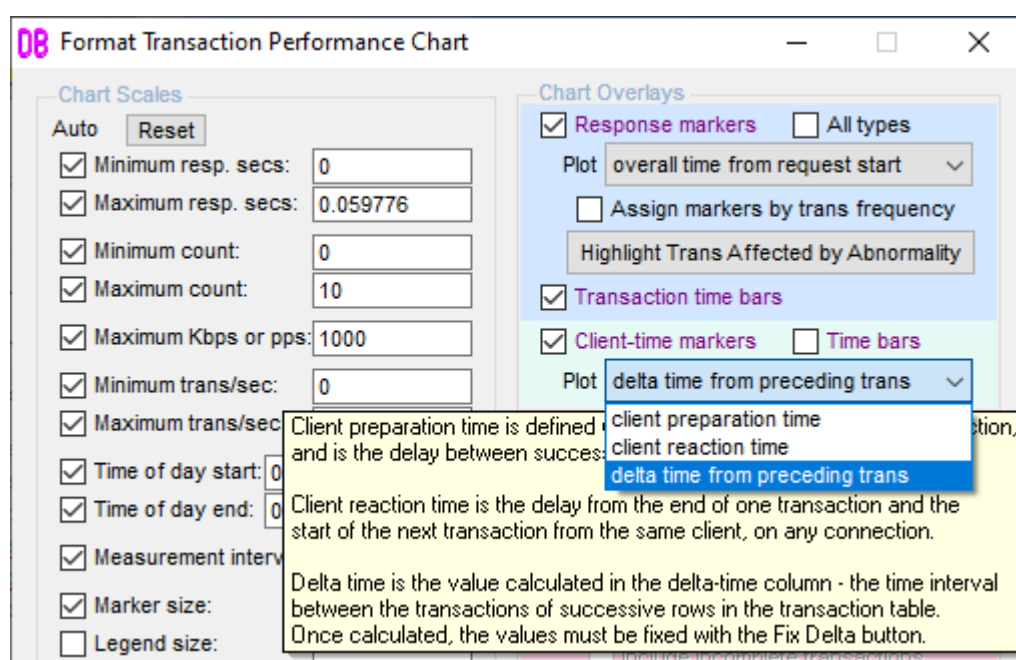 DB Format Transaction Performance Chart
Chart Scales
Auto Reset
Minimum resp. secs: 0
Maximum resp. secs: 0.059776
Minimum count: 0
Maximum count: 10
Maximum Kbps or pps: 1000
Minimum trans/sec: 0
Maximum trans/sec
Time of day start: 0
Time of day end: 0
Measurement interv
Marker size:
Legend size:
Chart Overlays
Response markers All types
Plot overall time from request start
Assign markers by trans frequency
Highlight Trans Affected by Abnormality
Transaction time bars
Client-time markers Time bars
Plot delta time from preceding trans
client preparation time
client reaction time
delta time from preceding trans
Client preparation time is defined ction,
and is the delay between succes
Client reaction time is the delay from the end of one transaction and the
start of the next transaction from the same client, on any connection.
Delta time is the value calculated in the delta-time column - the time interval
between the transactions of successive rows in the transaction table.
Once calculated, the values must be fixed with the Fix Delta button.